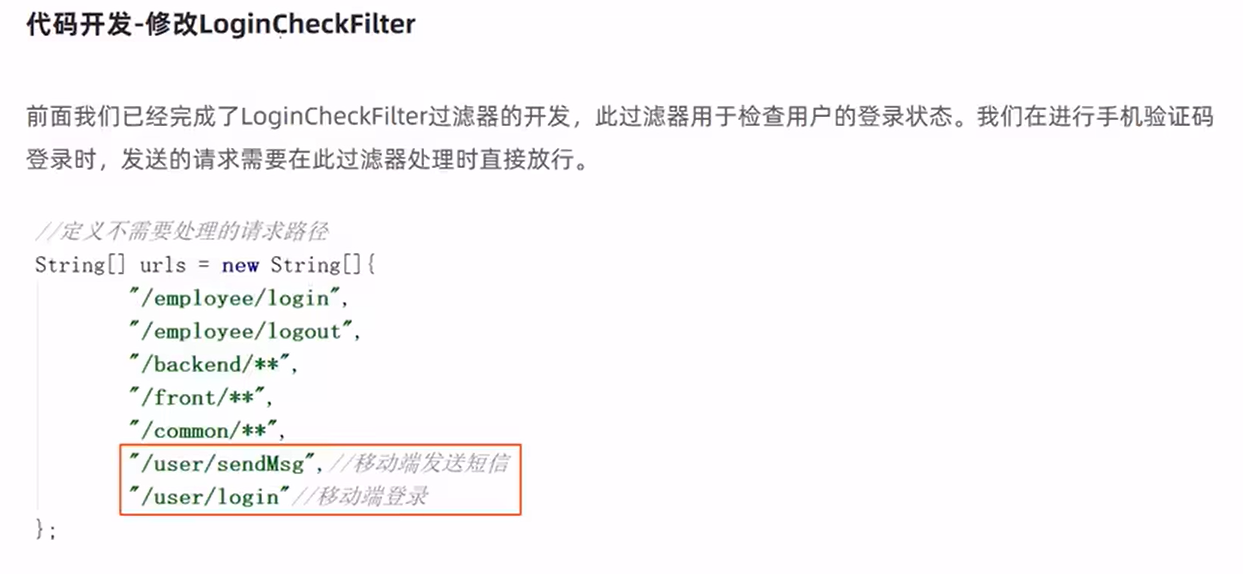 代码开发-修改LoginCheckFilter
前面我们已经完成了LoginCheckFilter过滤器的开发，此过滤器用于检查用户的登录状态。我们在进行手机验证码
登录时，发送的请求需要在此过滤器处理时直接放行。
//定义不需要处理的请求路径
String[] urls = new String[]{
"/employee/login",
"/employee/logout",
"/backend/**",
"/front/**",
"/common/**",
"/user/sendMsg",//移动端发送短信
"/user/login"//移动端登录
};